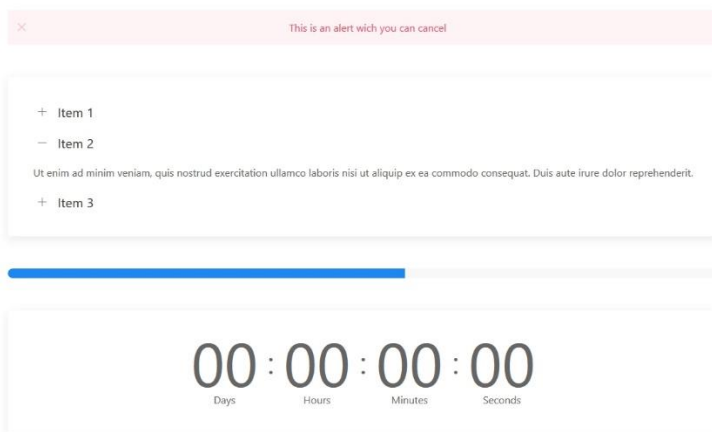 This is an alert wich you can cancel
Item 1
Item 2
Ut enim ad minim veniam, quis nostrud exercitation ullamco laboris nisi ut aliquip ex ea commodo consequat. Duis aute irure dolor reprehenderit.
Item 3
00 : 00 : 00 : 00
Days Hours Minutes Seconds